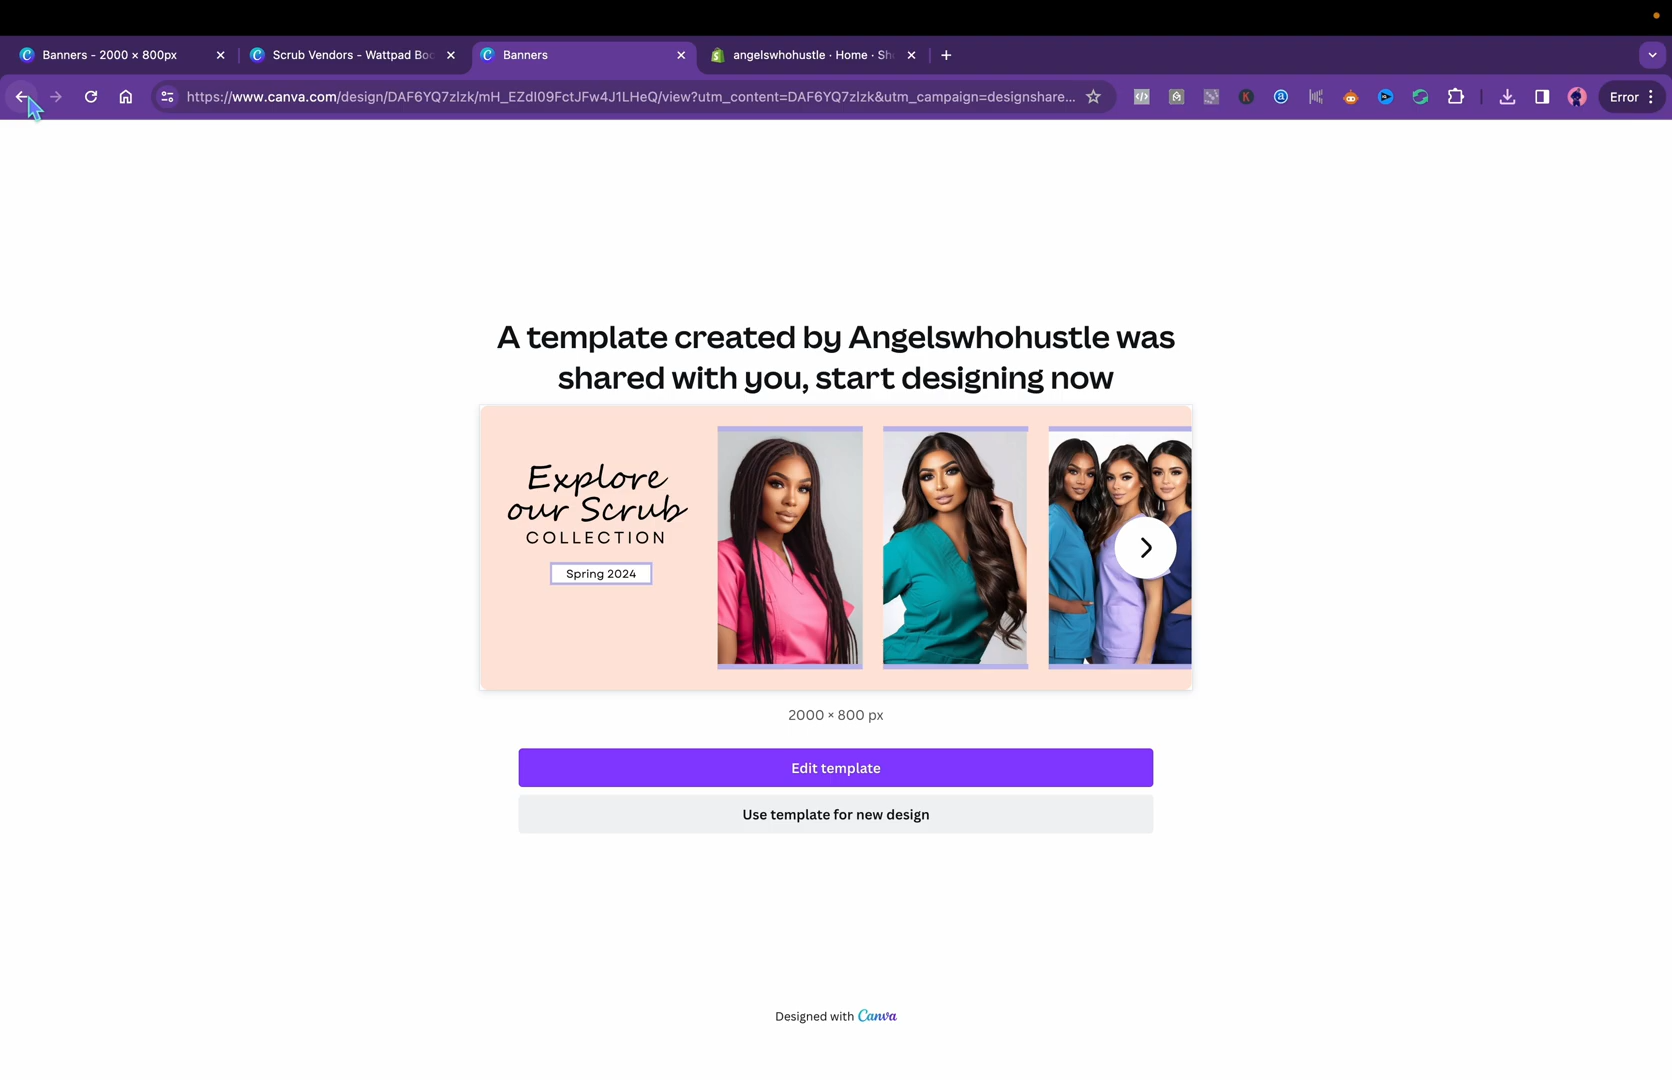 Banners - 2000 × 800px
Scrub Vendors - Wattpad Boo
Banners
angelswhohustle · Home · Sh
https://www.canva.com/design/DAF6YQ7zlzk/mH_EZdI09FctJFw4J1LHeQ/view?utm_content=DAF6YQ7zlzk&utm_campaign=designshare...
Error
A template created by Angelswhohustle was
shared with you, start designing now
Explore
our Scrub
COLLECTION
Spring 2024
2000 × 800 px
Edit template
Use template for new design
Designed with Canva